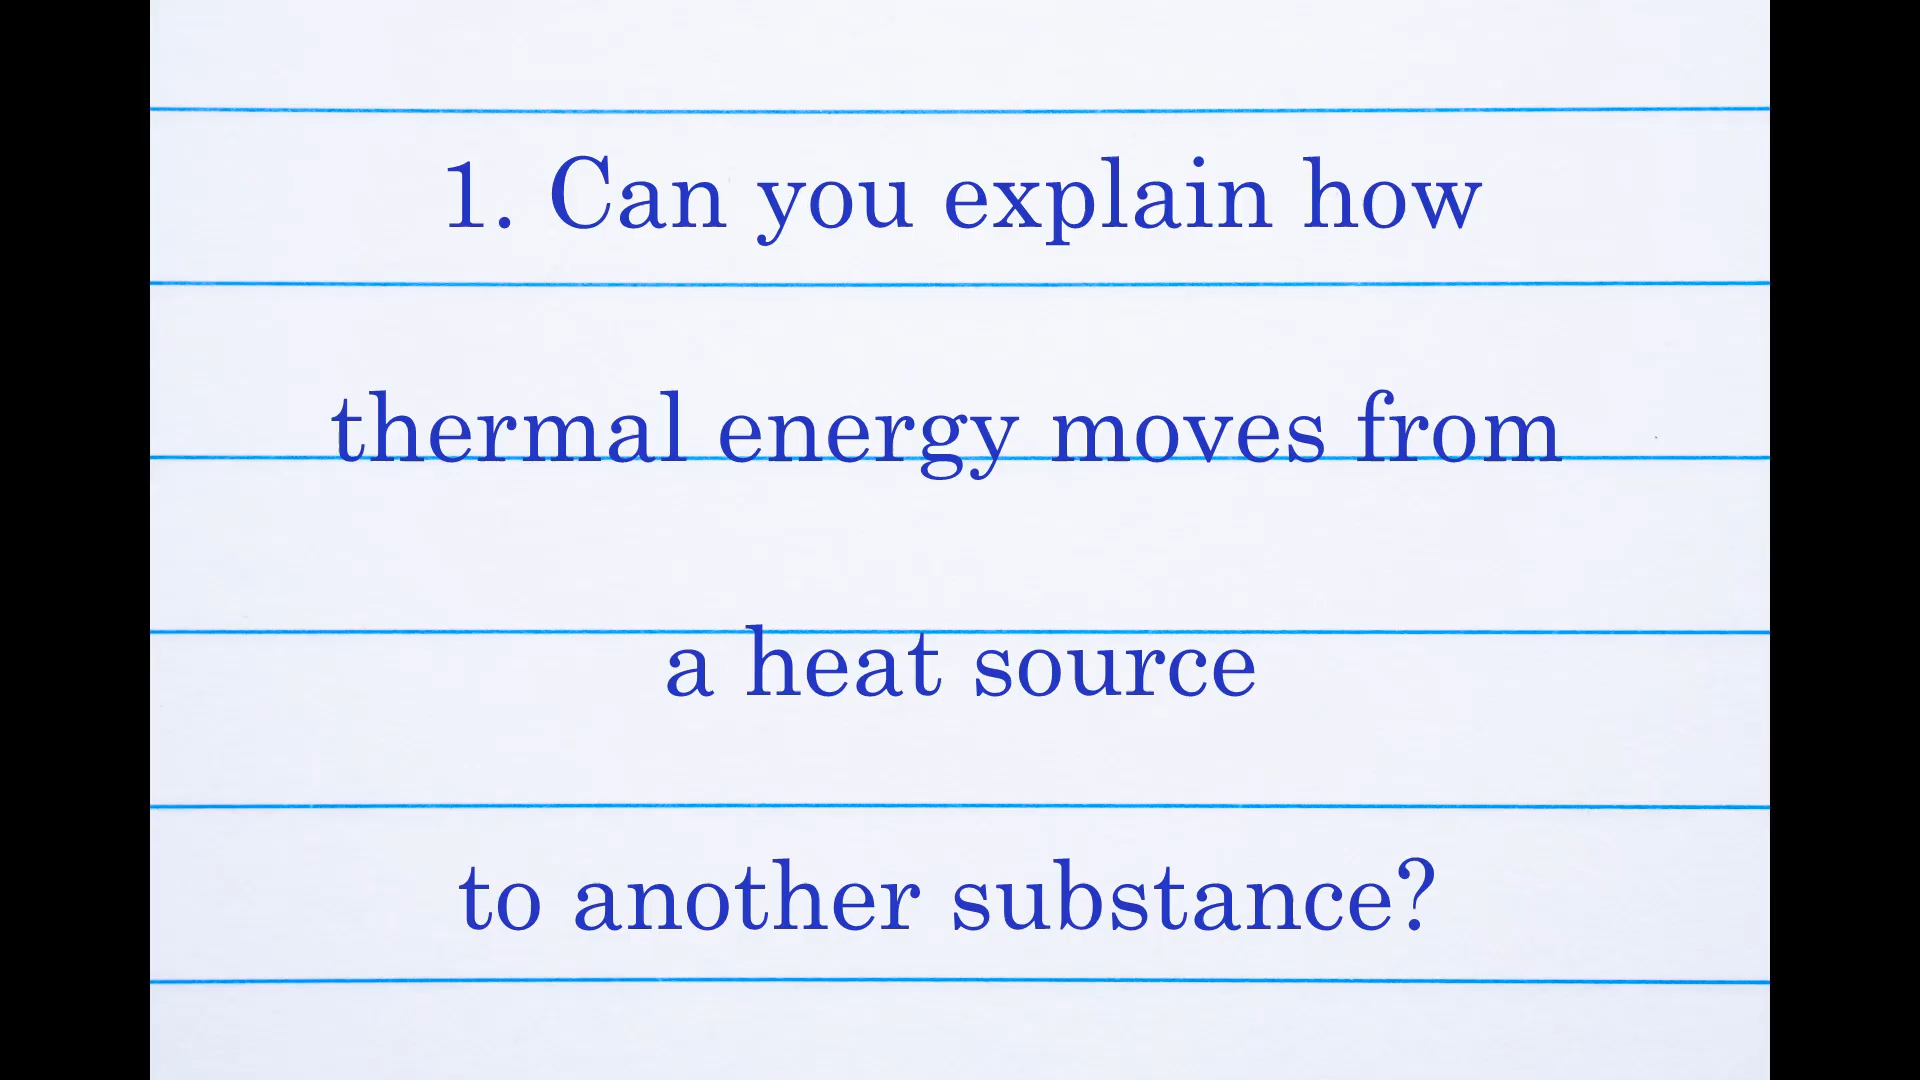 1. Can you explain how
thermal energy moves from
a heat source
to another substance?